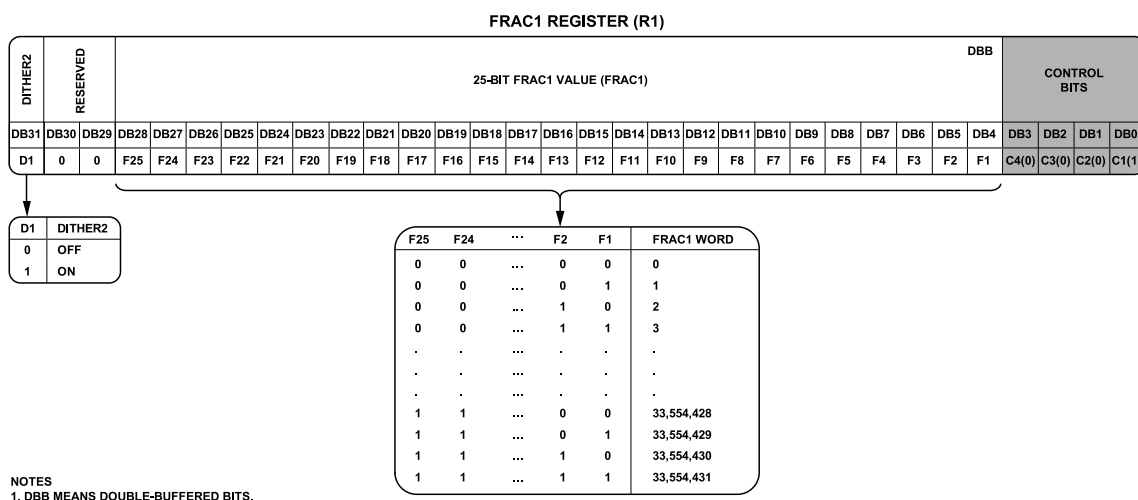 FRAC1 REGISTER (R1)
DITHER2
RESERVED
25-BIT FRAC1 VALUE (FRAC1)
DBB
CONTROL
BITS
DB31 DB30 DB29 DB28 DB27 DB26 DB25 DB24 DB23 DB22 DB21 DB20 DB19 DB18 DB17 DB16 DB15 DB14 DB13 DB12 DB11 DB10 DB9 DB8 DB7 DB6 DB5 DB4 DB3 DB2 DB1 DB0
D1 0 0 F25 F24 F23 F22 F21 F20 F19 F18 F17 F16 F15 F14 F13 F12 F11 F10 F9 F8 F7 F6 F5 F4 F3 F2 F1 C4(0) C3(0) C2(0) C1(1
D1 DITHER2
0 OFF
1 ON
F25 F24 ... F2 F1 FRAC1 WORD
0 0 ... 0 0 0
0 0 ... 0 1 1
0 0 ... 1 0 2
0 0 ... 1 1 3
. . ... . . .
. . ... . . .
. . ... . . .
1 1 ... 0 0 33,554,428
1 1 ... 0 1 33,554,429
1 1 ... 1 0 33,554,430
1 1 ... 1 1 33,554,431
NOTES
1. DBB MEANS DOUBLE-BUFFERED BITS.